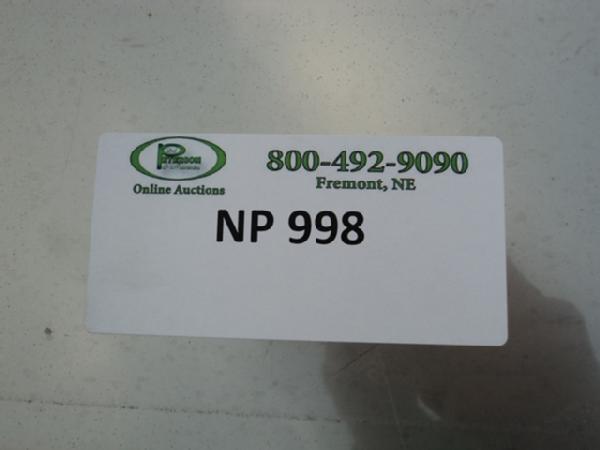 800-492-9090
Fremont, NE
Online Auctions
NP 998